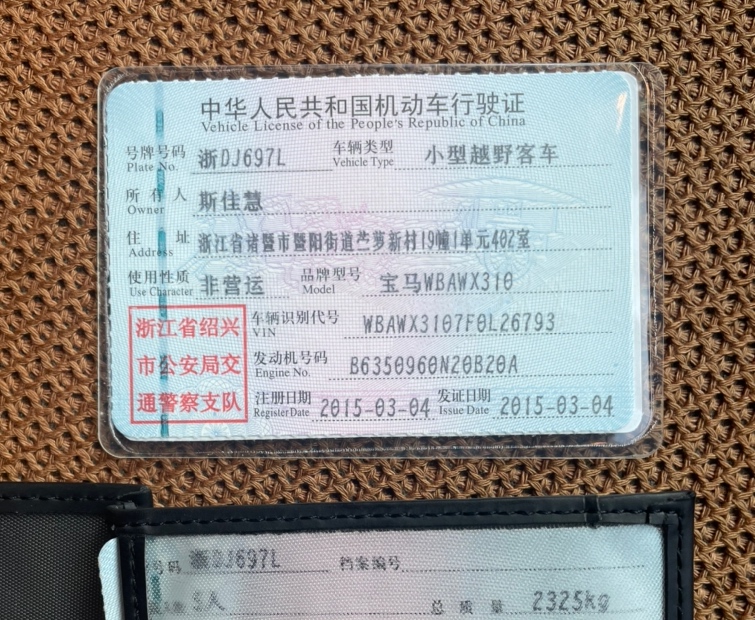 中华人民共和国机动车行驶证
Vehicle License of the People's Republic of China
号牌号码 浙DJ697L 车辆类型 小型越野客车
Plate No. Vehicle Type
所有人 斯佳慧
Owner
住址 浙江省诸暨市暨阳街道苎萝新村19幢1单元402室
Address
使用性质 非营运 品牌型号 宝马WBAWX310
Use Character Model
浙江省绍兴
市公安局交
通警察支队
车辆识别代号 WBAWX3107F0L26793
VIN
发动机号码 B6350960N20B20A
Engine No.
注册日期 2015-03-04 发证日期 2015-03-04
Register Date Issue Date
号码 浙DJ697L 档案编号
5人 总质量 2325kg